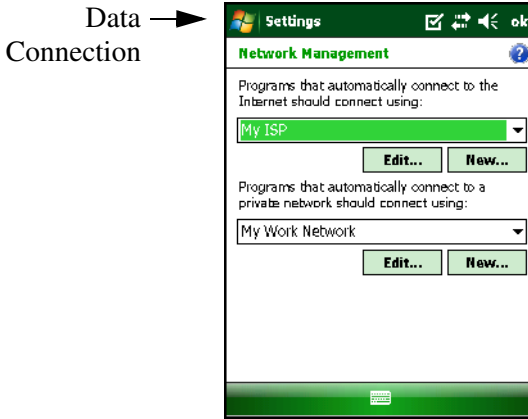 Data
Connection
Settings
ok
Network Management
?
Programs that automatically connect to the
Internet should connect using:
My ISP
Edit... New...
Programs that automatically connect to a
private network should connect using:
My Work Network
Edit... New...